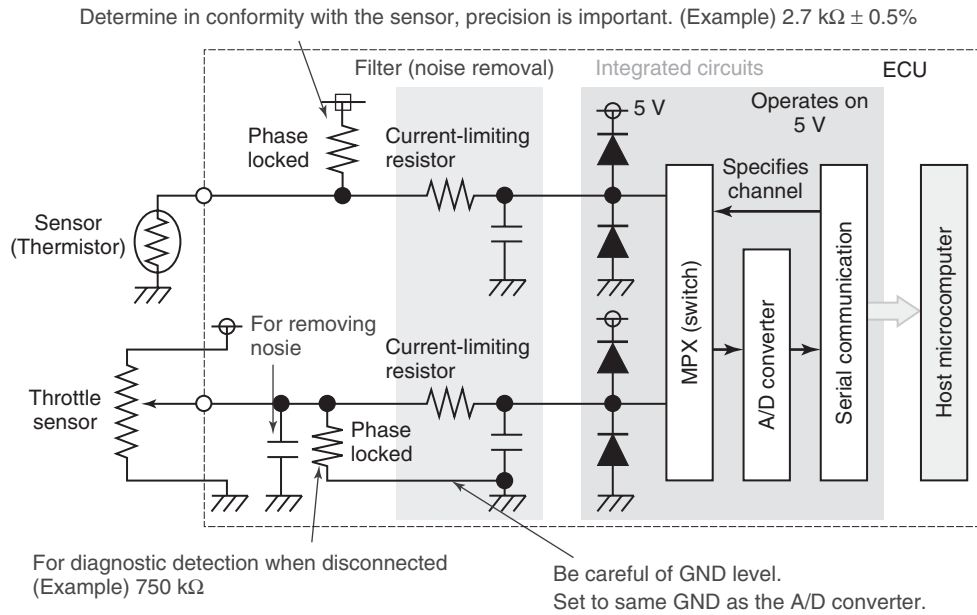 Determine in conformity with the sensor, precision is important. (Example) 2.7 kΩ ± 0.5%
Filter (noise removal)
Integrated circuits
ECU
5 V
Operates on
5 V
Phase
locked
Current-limiting
resistor
Specifies
channel
Sensor
(Thermistor)
For removing
nosie
Current-limiting
resistor
MPX (switch)
A/D converter
Serial communication
Host microcomputer
Throttle
sensor
Phase
locked
For diagnostic detection when disconnected
(Example) 750 kΩ
Be careful of GND level.
Set to same GND as the A/D converter.